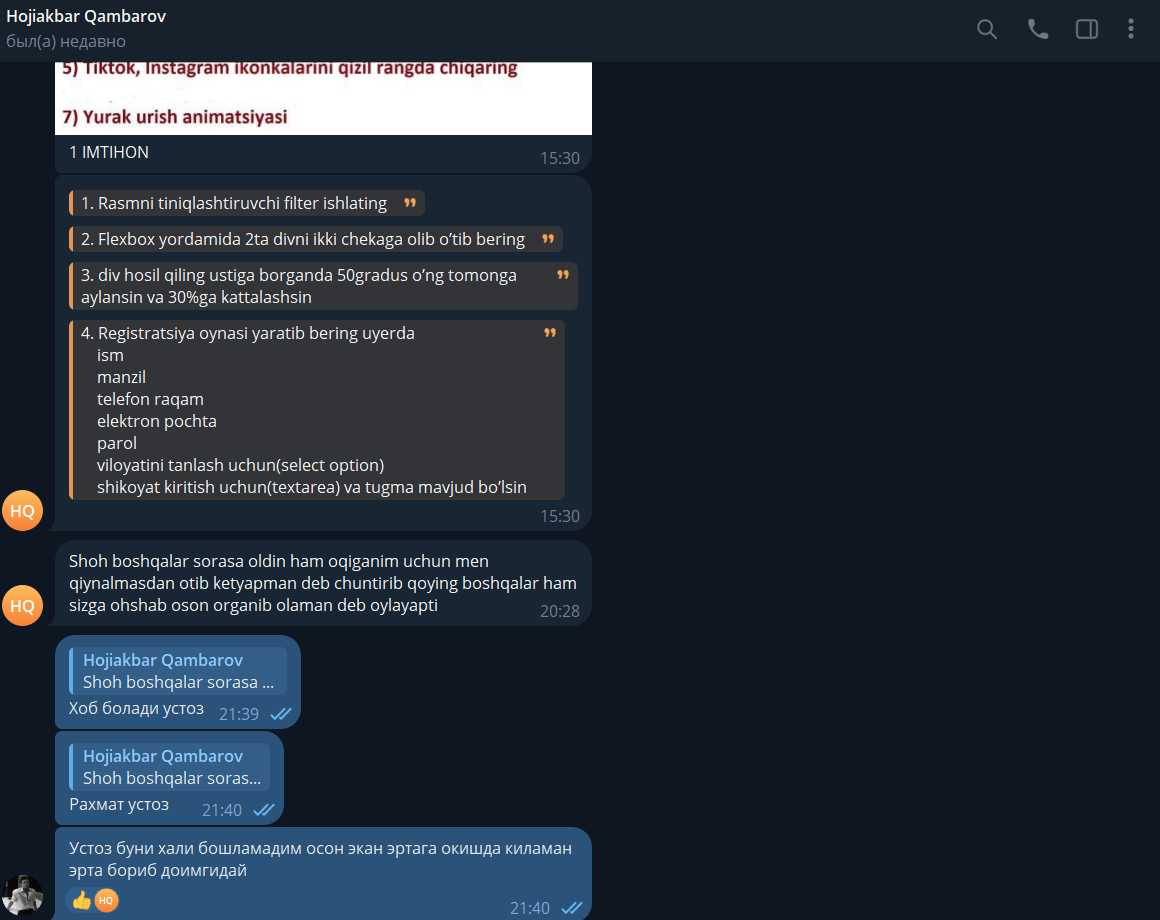 Hojiakbar Qambarov
был(а) недавно
5) Tiktok, Instagram ikonkalarini qizil rangda chiqaring
7) Yurak urish animatsiyasi
1 IMTIHON
15:30
1. Rasmni tiniqlashtiruvchi filter ishlating
2. Flexbox yordamida 2ta divni ikki chekaga olib o’tib bering
3. div hosil qiling ustiga borganda 50gradus o’ng tomonga
aylansin va 30%ga kattalashsin
4. Registratsiya oynasi yaratib bering uyerda
ism
manzil
telefon raqam
elektron pochta
parol
viloyatini tanlash uchun(select option)
shikoyat kiritish uchun(textarea) va tugma mavjud bo’lsin
HQ
15:30
Shoh boshqalar sorasa oldin ham oqiganim uchun men
qiynalmasdan otib ketyapman deb chuntirib qoying boshqalar ham
sizga ohshab oson organib olaman deb oylayapti
HQ
20:28
Hojiakbar Qambarov
Shoh boshqalar sorasa ...
Хоб болади устоз
21:39
Hojiakbar Qambarov
Shoh boshqalar soras...
Рахмат устоз
21:40
Устоз буни хали бошламадим осон экан эртага окишда киламан
эрта бориб доимгидай
HQ
21:40